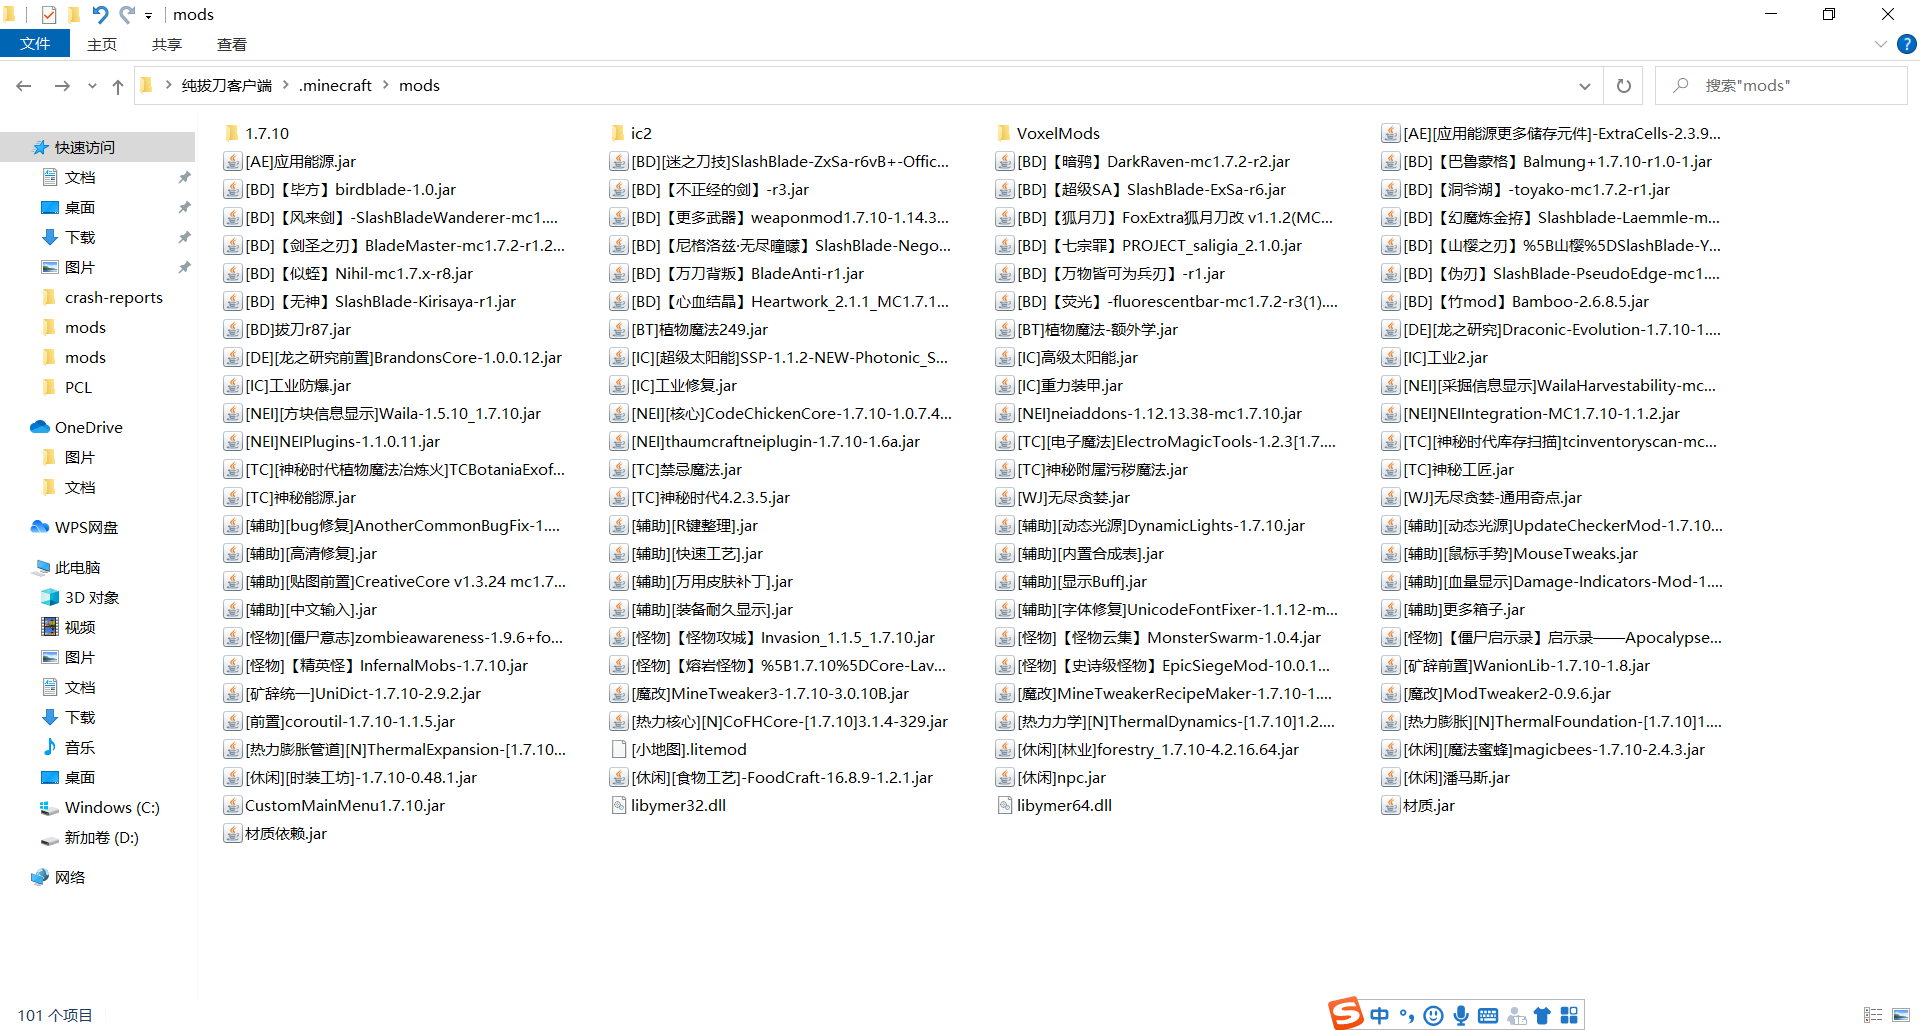 mods
文件 主页 共享 查看
纯拔刀客户端 .minecraft mods
搜索"mods"
快速访问
文档
桌面
下载
图片
crash-reports
mods
mods
PCL
OneDrive
图片
文档
WPS网盘
此电脑
3D 对象
视频
图片
文档
下载
音乐
桌面
Windows (C:)
新加卷 (D:)
网络
1.7.10 ic2 VoxelMods [AE][应用能源更多储存元件]-ExtraCells-2.3.9...
[AE]应用能源.jar [BD][迷之刀技]SlashBlade-ZxSa-r6vB+-Offic... [BD]【暗鸦】DarkRaven-mc1.7.2-r2.jar [BD]【巴鲁蒙格】Balmung+1.7.10-r1.0-1.jar
[BD]【毕方】birdblade-1.0.jar [BD]【不正经的剑】-r3.jar [BD]【超级SA】SlashBlade-ExSa-r6.jar [BD]【洞爷湖】-toyako-mc1.7.2-r1.jar
[BD]【风来剑】-SlashBladeWanderer-mc1.... [BD]【更多武器】weaponmod1.7.10-1.14.3... [BD]【狐月刀】FoxExtra狐月刀改 v1.1.2(MC... [BD]【幻魔炼金拵】Slashblade-Laemmle-m...
[BD]【剑圣之刃】BladeMaster-mc1.7.2-r1.2... [BD]【尼格洛兹·无尽瞳曚】SlashBlade-Nego... [BD]【七宗罪】PROJECT_saligia_2.1.0.jar [BD]【山樱之刃】%5B山樱%5DSlashBlade-Y...
[BD]【似蛭】Nihil-mc1.7.x-r8.jar [BD]【万刀背叛】BladeAnti-r1.jar [BD]【万物皆可为兵刃】-r1.jar [BD]【伪刃】SlashBlade-PseudoEdge-mc1....
[BD]【无神】SlashBlade-Kirisaya-r1.jar [BD]【心血结晶】Heartwork_2.1.1_MC1.7.1... [BD]【荧光】-fluorescentbar-mc1.7.2-r3(1).... [BD]【竹mod】Bamboo-2.6.8.5.jar
[BD]拔刀r87.jar [BT]植物魔法249.jar [BT]植物魔法-额外学.jar [DE][龙之研究]Draconic-Evolution-1.7.10-1....
[DE][龙之研究前置]BrandonsCore-1.0.0.12.jar [IC][超级太阳能]SSP-1.1.2-NEW-Photonic_S... [IC]高级太阳能.jar [IC]工业2.jar
[IC]工业防爆.jar [IC]工业修复.jar [IC]重力装甲.jar [NEI][采掘信息显示]WailaHarvestability-mc...
[NEI][方块信息显示]Waila-1.5.10_1.7.10.jar [NEI][核心]CodeChickenCore-1.7.10-1.0.7.4... [NEI]neiaddons-1.12.13.38-mc1.7.10.jar [NEI]NEIIntegration-MC1.7.10-1.1.2.jar
[NEI]NEIPlugins-1.1.0.11.jar [NEI]thaumcraftneiplugin-1.7.10-1.6a.jar [TC][电子魔法]ElectroMagicTools-1.2.3[1.7.... [TC][神秘时代库存扫描]tcinventoryscan-mc...
[TC][神秘时代植物魔法冶炼火]TCBotaniaExof... [TC]禁忌魔法.jar [TC]神秘附属污秽魔法.jar [TC]神秘工匠.jar
[TC]神秘能源.jar [TC]神秘时代4.2.3.5.jar [WJ]无尽贪婪.jar [WJ]无尽贪婪-通用奇点.jar
[辅助][bug修复]AnotherCommonBugFix-1.... [辅助][R键整理].jar [辅助][动态光源]DynamicLights-1.7.10.jar [辅助][动态光源]UpdateCheckerMod-1.7.10...
[辅助][高清修复].jar [辅助][快速工艺].jar [辅助][内置合成表].jar [辅助][鼠标手势]MouseTweaks.jar
[辅助][贴图前置]CreativeCore v1.3.24 mc1.7... [辅助][万用皮肤补丁].jar [辅助][显示Buff].jar [辅助][血量显示]Damage-Indicators-Mod-1....
[辅助][中文输入].jar [辅助][装备耐久显示].jar [辅助][字体修复]UnicodeFontFixer-1.1.12-m... [辅助]更多箱子.jar
[怪物][僵尸意志]zombieawareness-1.9.6+fo... [怪物]【怪物攻城】Invasion_1.1.5_1.7.10.jar [怪物]【怪物云集】MonsterSwarm-1.0.4.jar [怪物]【僵尸启示录】启示录——Apocalypse...
[怪物]【精英怪】InfernalMobs-1.7.10.jar [怪物]【熔岩怪物】%5B1.7.10%5DCore-Lav... [怪物]【史诗级怪物】EpicSiegeMod-10.0.1... [矿辞前置]WanionLib-1.7.10-1.8.jar
[矿辞统一]UniDict-1.7.10-2.9.2.jar [魔改]MineTweaker3-1.7.10-3.0.10B.jar [魔改]MineTweakerRecipeMaker-1.7.10-1.... [魔改]ModTweaker2-0.9.6.jar
[前置]coroutil-1.7.10-1.1.5.jar [热力核心][N]CoFHCore-[1.7.10]3.1.4-329.jar [热力力学][N]ThermalDynamics-[1.7.10]1.2.... [热力膨胀][N]ThermalFoundation-[1.7.10]1....
[热力膨胀管道][N]ThermalExpansion-[1.7.10... [小地图].litemod [休闲][林业]forestry_1.7.10-4.2.16.64.jar [休闲][魔法蜜蜂]magicbees-1.7.10-2.4.3.jar
[休闲][时装工坊]-1.7.10-0.48.1.jar [休闲][食物工艺]-FoodCraft-16.8.9-1.2.1.jar [休闲]npc.jar [休闲]潘马斯.jar
CustomMainMenu1.7.10.jar libymer32.dll libymer64.dll 材质.jar
材质依赖.jar
101 个项目
中